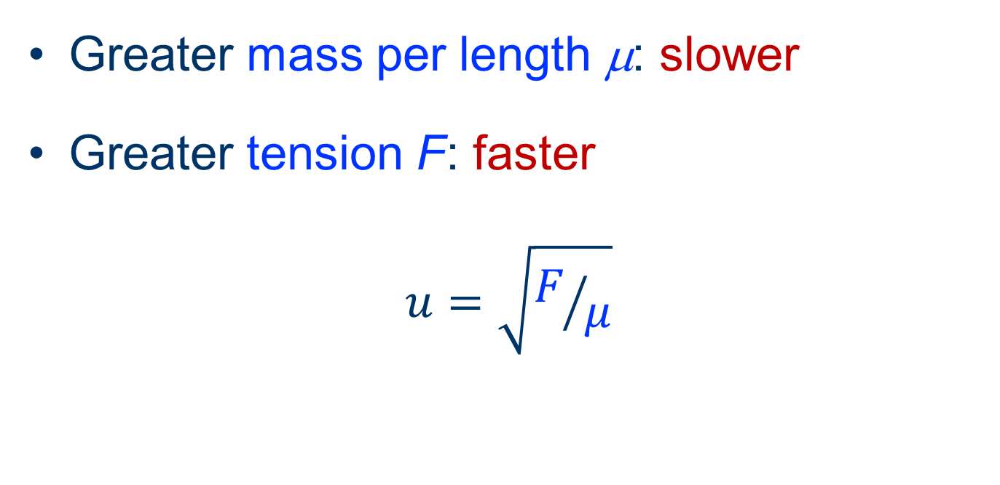 • Greater mass per length μ: slower
• Greater tension F: faster
u = √F/μ